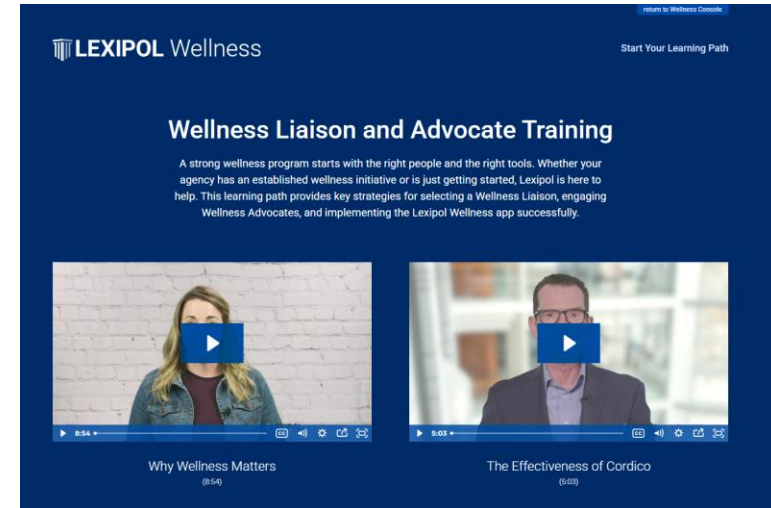 return to Wellness Console
LEXIPOL Wellness
Start Your Learning Path
Wellness Liaison and Advocate Training
A strong wellness program starts with the right people and the right tools. Whether your
agency has an established wellness initiative or is just getting started, Lexipol is here to
help. This learning path provides key strategies for selecting a Wellness Liaison, engaging
Wellness Advocates, and implementing the Lexipol Wellness app successfully.
8:54
CC
5:03
CC
Why Wellness Matters
(8:54)
The Effectiveness of Cordico
(5:03)